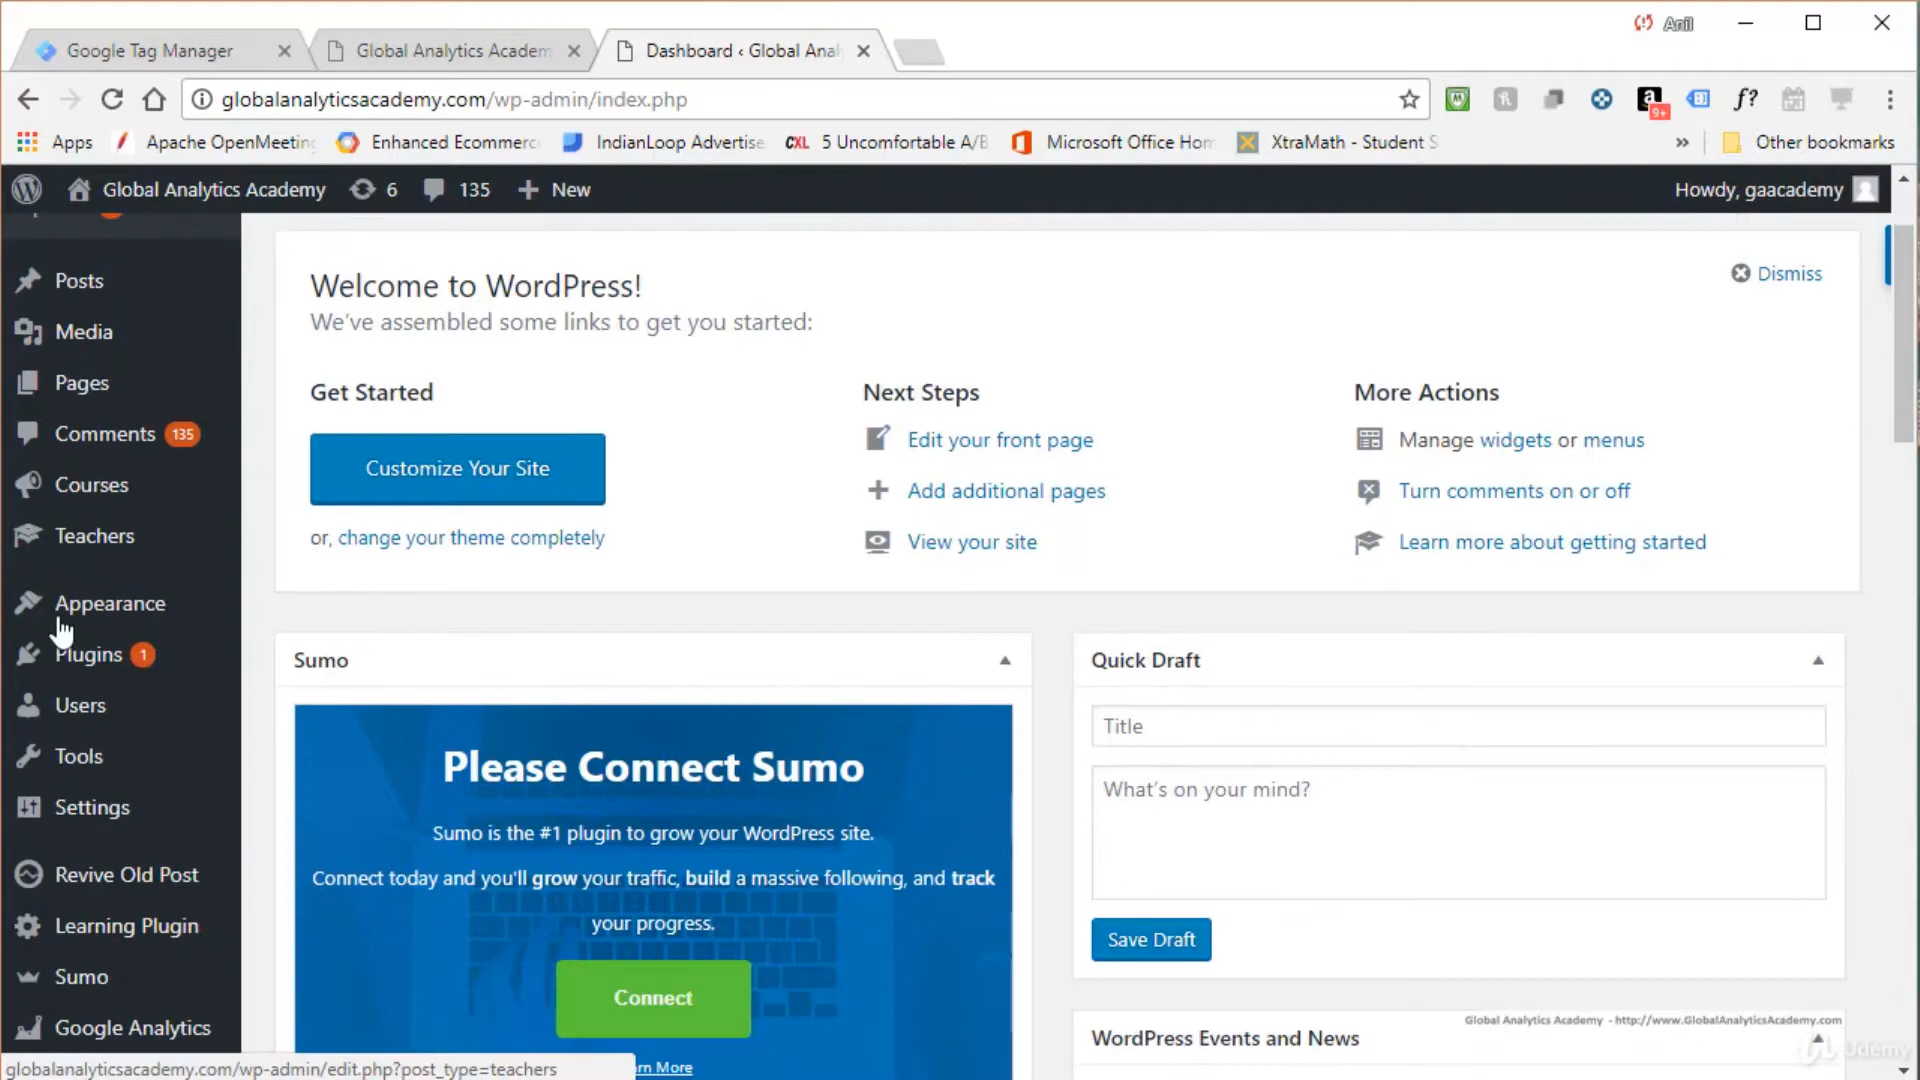 Anil
Google Tag Manager
Global Analytics Academ
Dashboard ‹ Global Anal
globalanalyticsacademy.com/wp-admin/index.php
9+
f?
Apps
Apache OpenMeeting
Enhanced Ecommerc
IndianLoop Advertise
CXL 5 Uncomfortable A/B
Microsoft Office Hom
XtraMath - Student S
»
Other bookmarks
Global Analytics Academy
6
135
New
Howdy, gaacademy
Posts
Media
Pages
Comments 135
Courses
Teachers
Appearance
Plugins 1
Users
Tools
Settings
Revive Old Post
Learning Plugin
Sumo
Google Analytics
Welcome to WordPress!
We've assembled some links to get you started:
Dismiss
Get Started
Customize Your Site
or, change your theme completely
Next Steps
Edit your front page
Add additional pages
View your site
More Actions
Manage widgets or menus
Turn comments on or off
Learn more about getting started
Sumo
Please Connect Sumo
Sumo is the #1 plugin to grow your WordPress site.
Connect today and you'll grow your traffic, build a massive following, and track
your progress.
Connect
rn More
Quick Draft
Title
What's on your mind?
Save Draft
Global Analytics Academy - http://www.GlobalAnalyticsAcademy.com
WordPress Events and News
Udemy
globalanalyticsacademy.com/wp-admin/edit.php?post_type=teachers